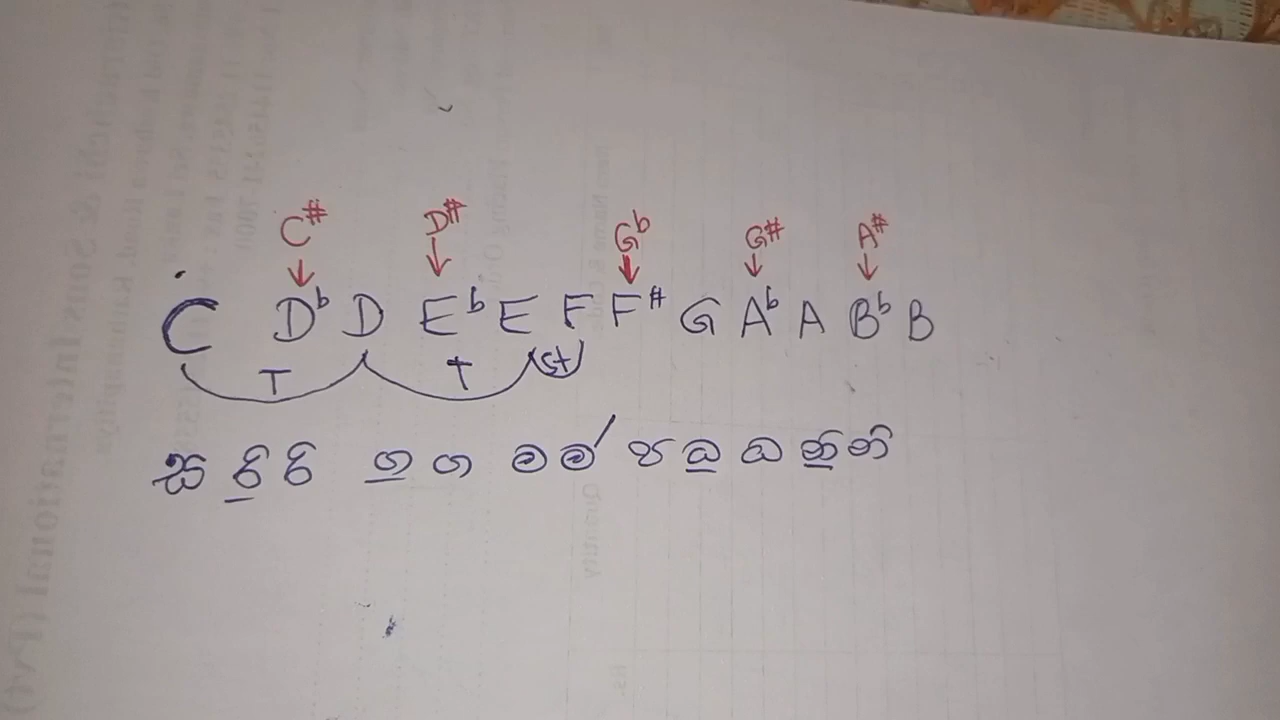 C# D# Gb G# A#
C Db D Eb E F F# G Ab A Bb B
T T (st)
ස රි රි ග ග ම ම' ප ධ ධ නි නි